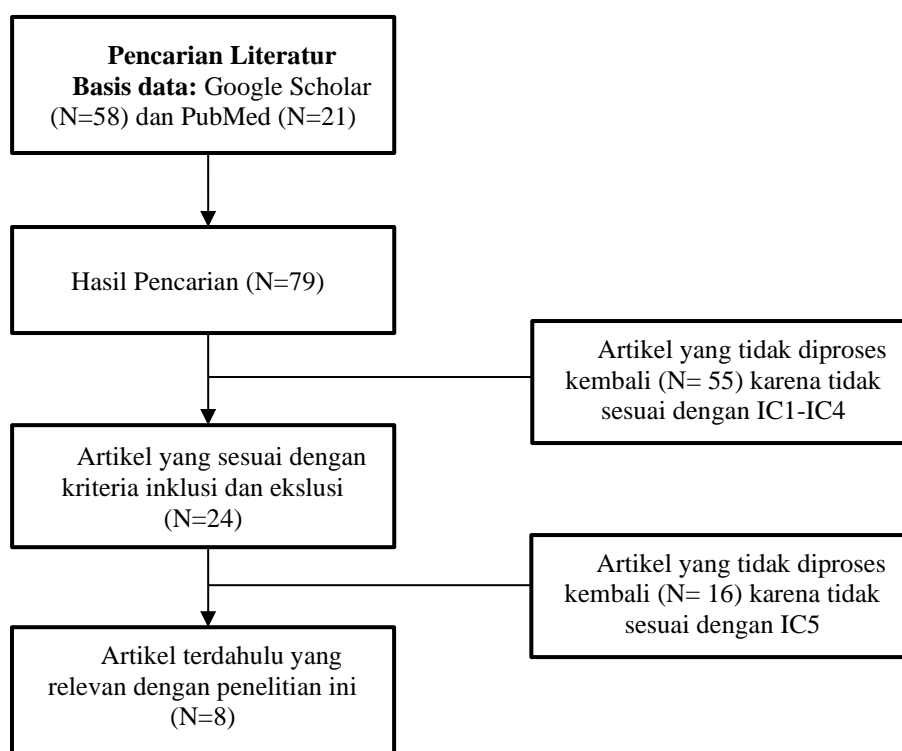 Pencarian Literatur
Basis data: Google Scholar
(N=58) dan PubMed (N=21)
Hasil Pencarian (N=79)
Artikel yang tidak diproses
kembali (N= 55) karena tidak
sesuai dengan IC1-IC4
Artikel yang sesuai dengan
kriteria inklusi dan ekslusi
(N=24)
Artikel yang tidak diproses
kembali (N= 16) karena tidak
sesuai dengan IC5
Artikel terdahulu yang
relevan dengan penelitian ini
(N=8)